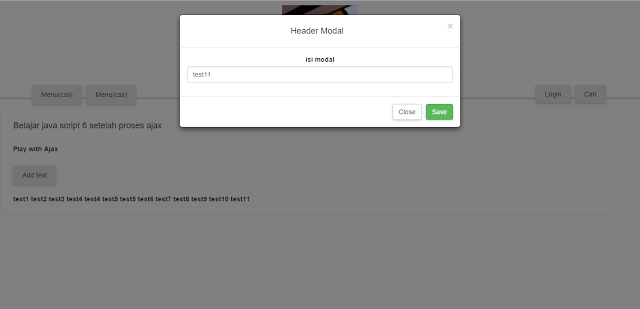 Header Modal
×
isi modal
test11
Close Save
Menu(css) Menu(css) Login Cari
Belajar java script 6 setelah proses ajax
Play with Ajax
Add text
test1 test2 test3 test4 test4 test5 test5 test6 test7 test8 test9 test10 test11